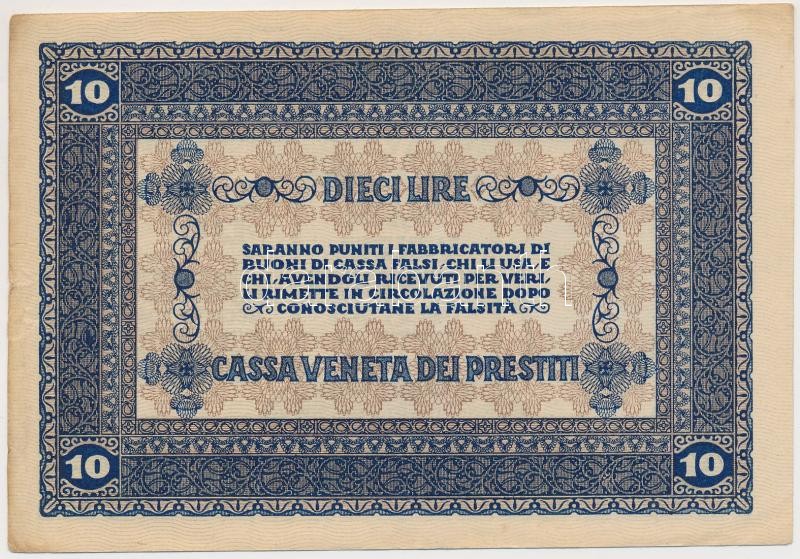 10 10
DIECI LIRE
SARANNO PUNITI I FABBRICATORI DI
BUONI DI CASSA FALSI, CHI LI USA, E
CHI AVENDOLI RICEVUTI PER VERI,
LI RIMETTE IN CIRCOLAZIONE DOPO
CONOSCIUTANE LA FALSITÀ
CASSA VENETA DEI PRESTITI
10 10